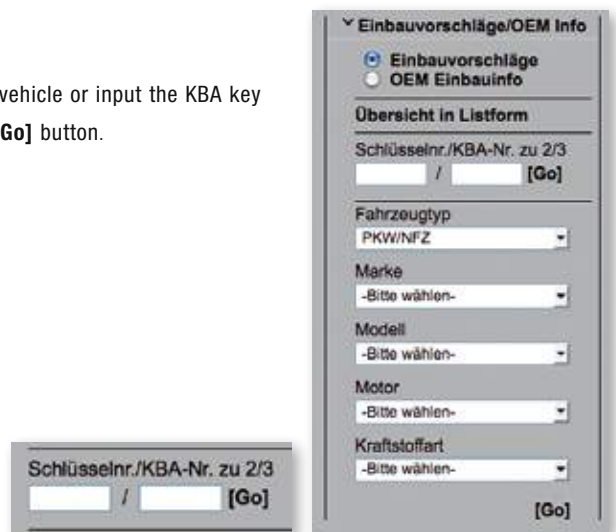 vehicle or input the KBA key
Go] button.
Einbauvorschläge/OEM Info
Einbauvorschläge
OEM Einbauinfo
Übersicht in Listform
Schlüsselnr./KBA-Nr. zu 2/3
/ [Go]
Fahrzeugtyp
PKW/NFZ
Marke
-Bitte wählen-
Modell
-Bitte wählen-
Motor
-Bitte wählen-
Kraftstoffart
-Bitte wählen-
[Go]
Schlüsselnr./KBA-Nr. zu 2/3
/ [Go]